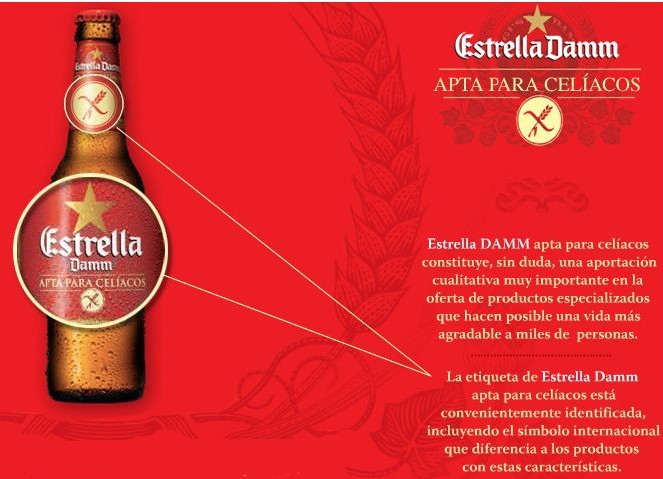 Estrella
Damm
APTA PARA CELÍACOS
Estrella Damm
APTA PARA CELÍACOS
Estrella DAMM apta para celíacos
constituye, sin duda, una aportación
cualitativa muy importante en la
oferta de productos especializados
que hacen posible una vida más
agradable a miles de personas.
La etiqueta de Estrella Damm
apta para celíacos está
convenientemente identificada,
incluyendo el símbolo internacional
que diferencia a los productos
con estas características.